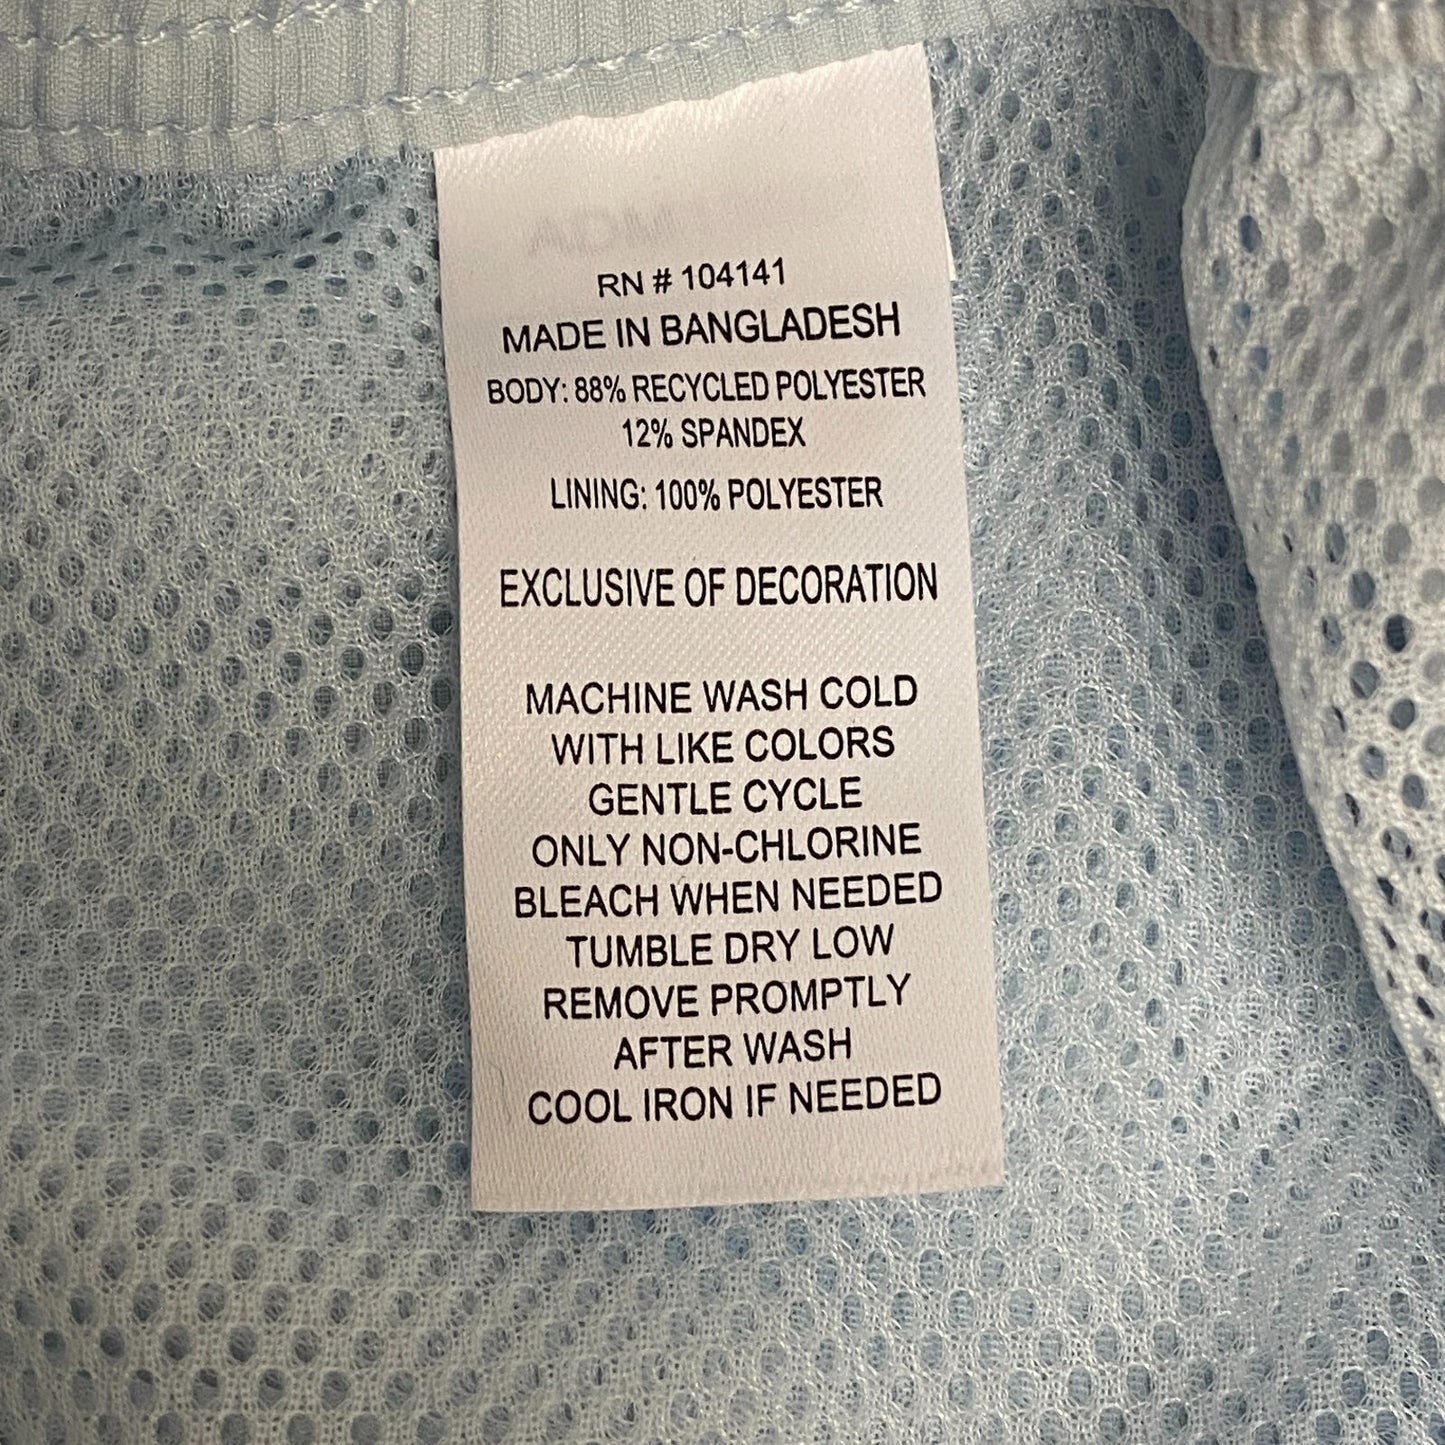 RN # 104141
MADE IN BANGLADESH
BODY: 88% RECYCLED POLYESTER
12% SPANDEX
LINING: 100% POLYESTER
EXCLUSIVE OF DECORATION
MACHINE WASH COLD
WITH LIKE COLORS
GENTLE CYCLE
ONLY NON-CHLORINE
BLEACH WHEN NEEDED
TUMBLE DRY LOW
REMOVE PROMPTLY
AFTER WASH
COOL IRON IF NEEDED